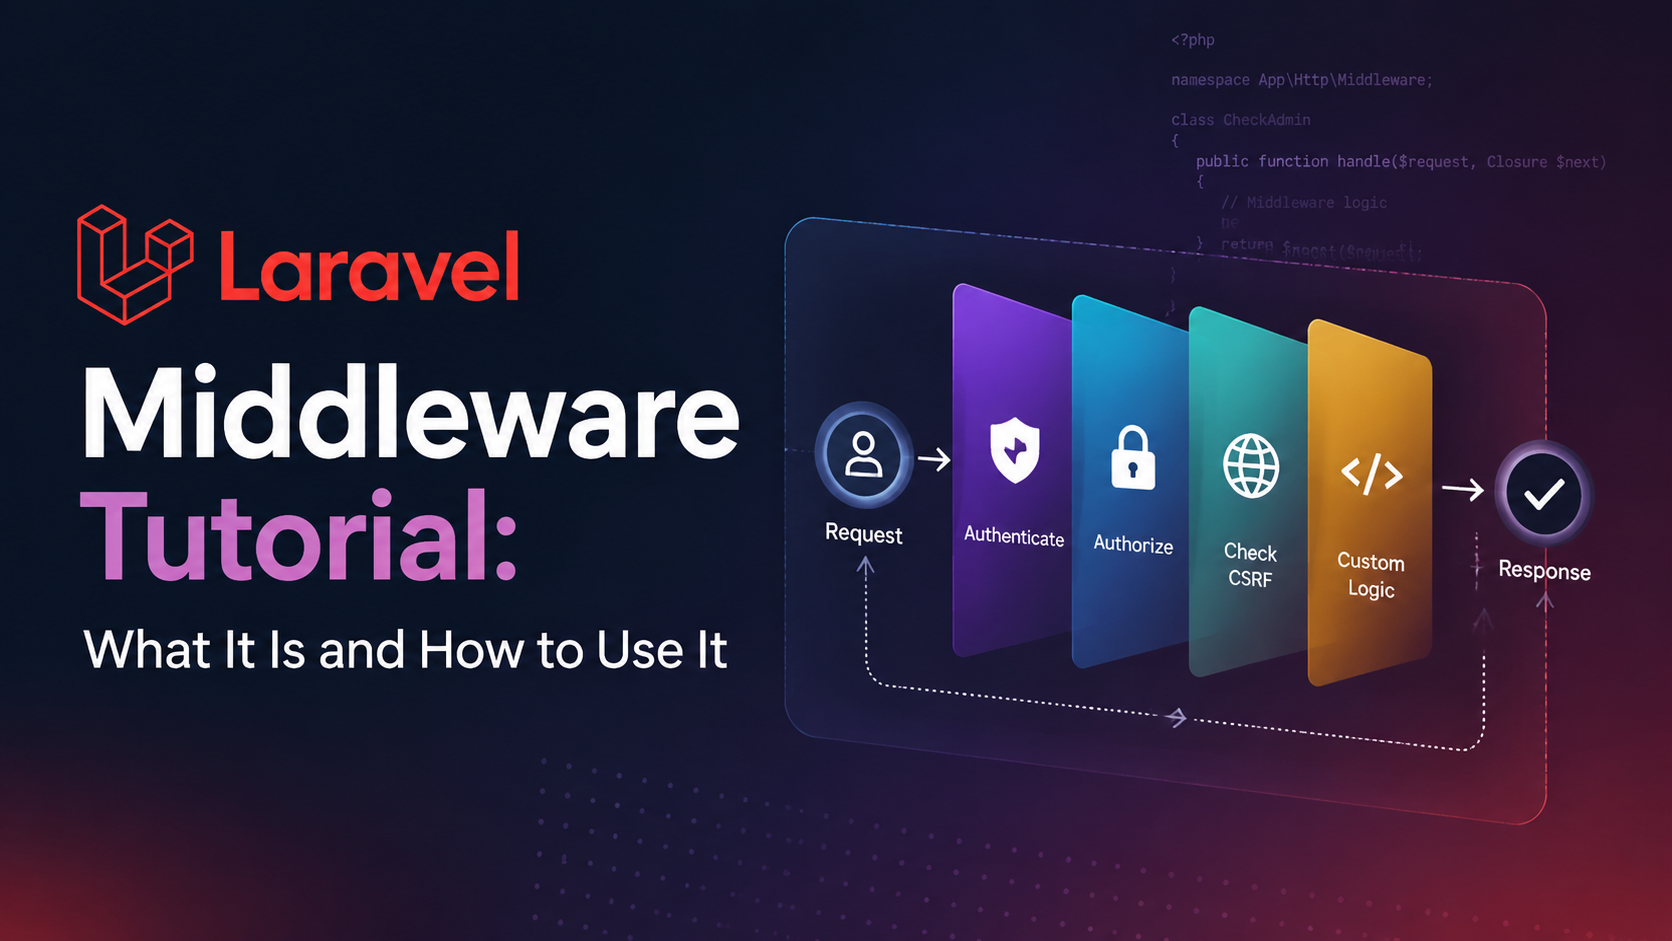 Laravel
Middleware
Tutorial:
What It Is and How to Use It
<?php
namespace App\Http\Middleware;
class CheckAdmin
{
public function handle($request, Closure $next)
{
// Middleware logic
}
return
}
}
Request
Authenticate
Authorize
Check
CSRF
Custom
Logic
Response